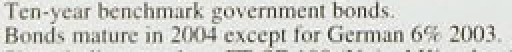 Ten-year benchmark government bonds.
Bonds mature in 2004 except for German 6% 2003.